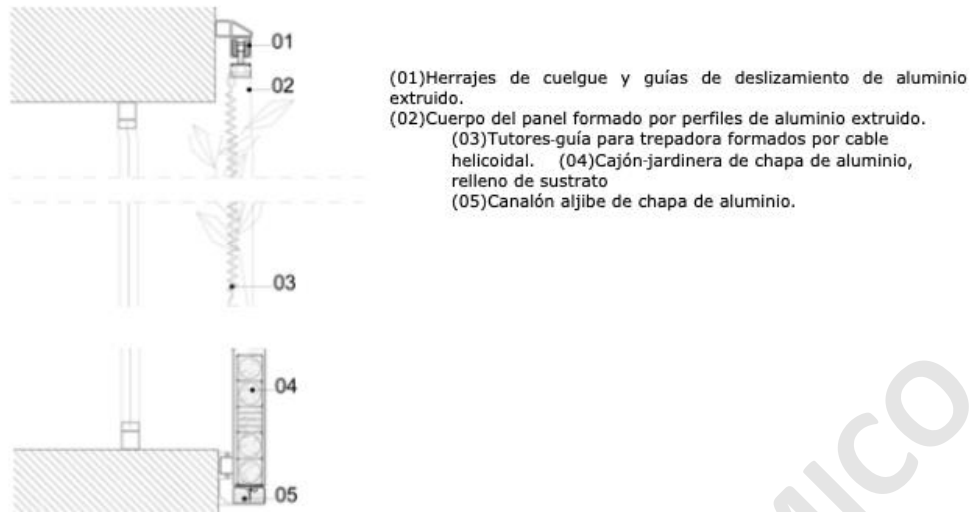 01
02
03
04
05
(01)Herrajes de cuelgue y guías de deslizamiento de aluminio
extruido.
(02)Cuerpo del panel formado por perfiles de aluminio extruido.
(03)Tutores-guía para trepadora formados por cable
helicoidal. (04)Cajón-jardinera de chapa de aluminio,
relleno de sustrato
(05)Canalón aljibe de chapa de aluminio.
MICO